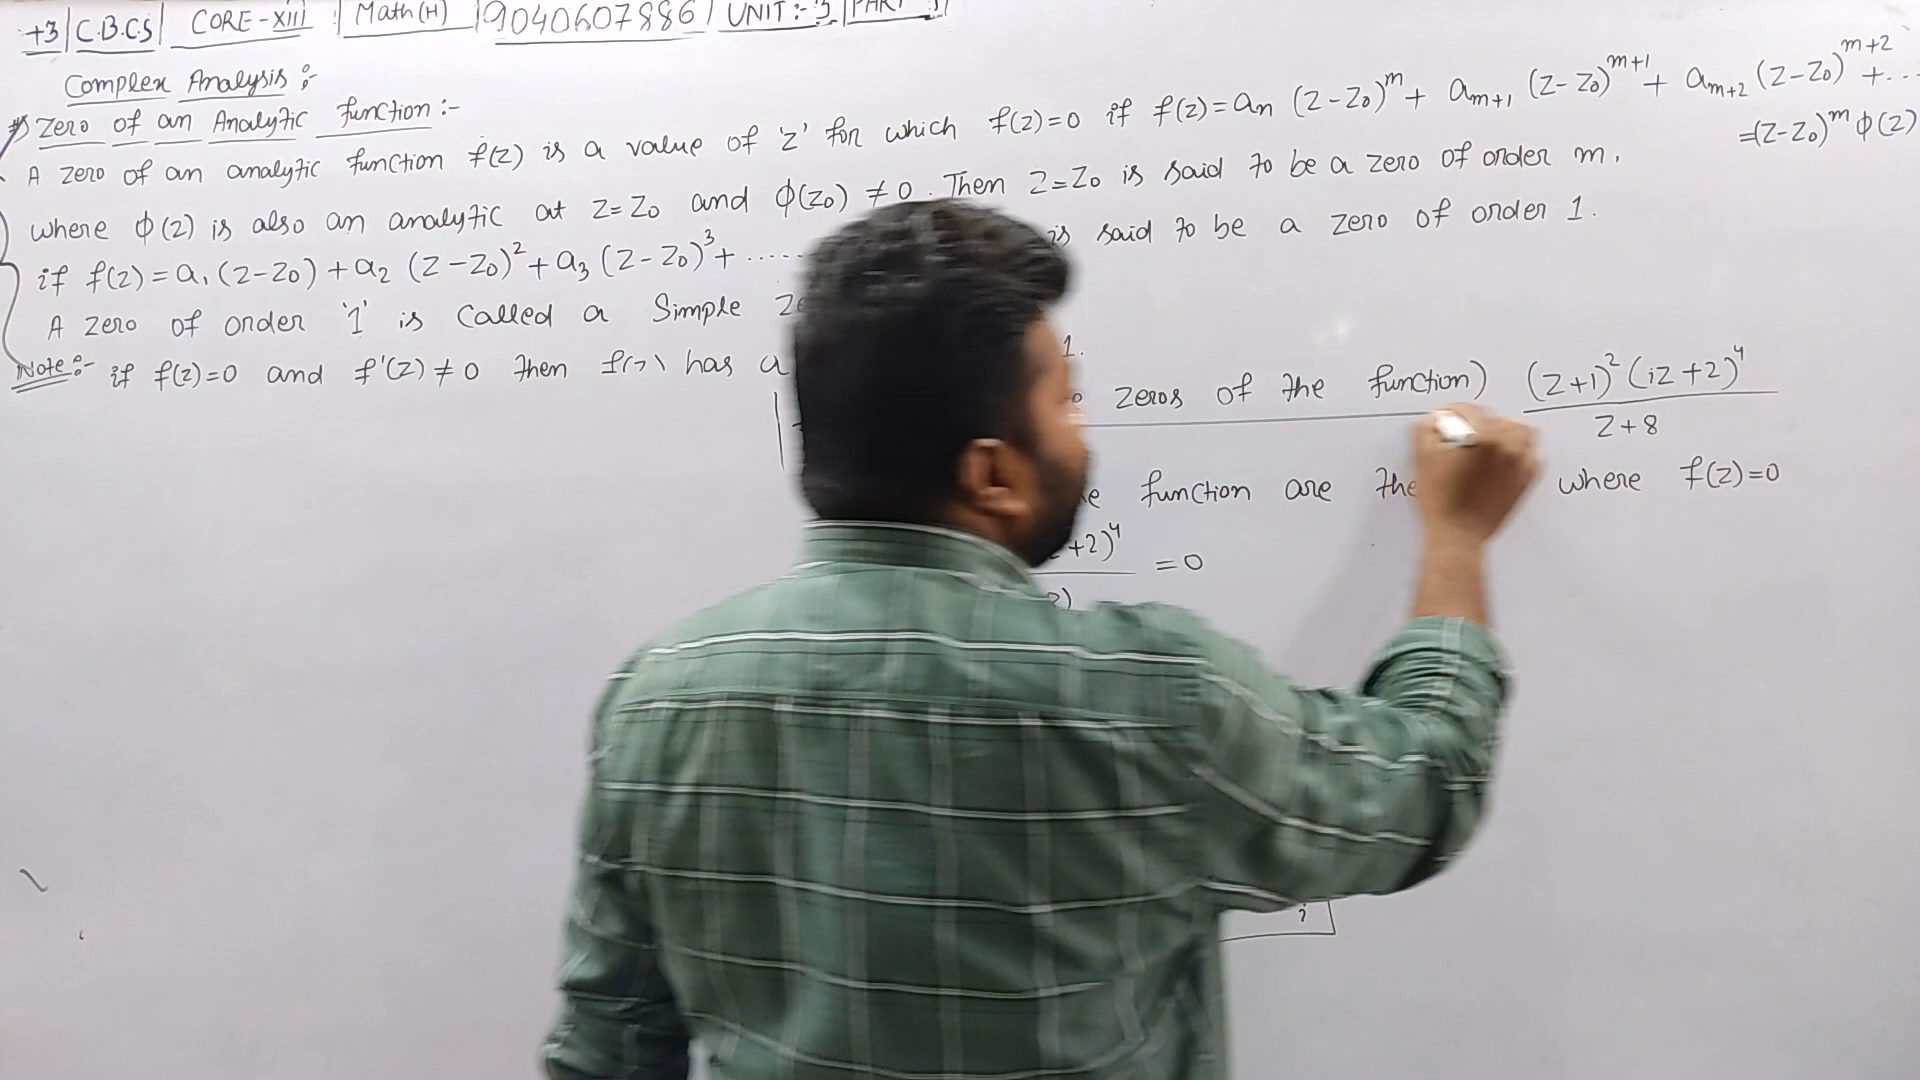 +3 | C.B.C.S | CORE-XIII | Math(H) | 9040607886 | UNIT:-3 | PART
Complex Analysis :-
Zero of an Analytic function :-
A zero of an analytic function f(z) is a value of 'z' for which f(z)=0 if f(z)=an (z-z₀)^m + a_{m+1} (z-z₀)^{m+1} + a_{m+2} (z-z₀)^{m+2} +...
=(z-z₀)^m φ(z)
where φ(z) is also an analytic at z=z₀ and φ(z₀) ≠ 0. Then z=z₀ is said to be a zero of order m.
if f(z)=a₁(z-z₀)+a₂(z-z₀)²+a₃(z-z₀)³+...... is said to be a zero of order 1.
A zero of order '1' is called a Simple
Note:- if f(z)=0 and f'(z)≠0 then f(z) has a 1.
zeros of the function) (z+1)²(iz+2)⁴ / z+8
function are the where f(z)=0
+2)⁴ =0
i